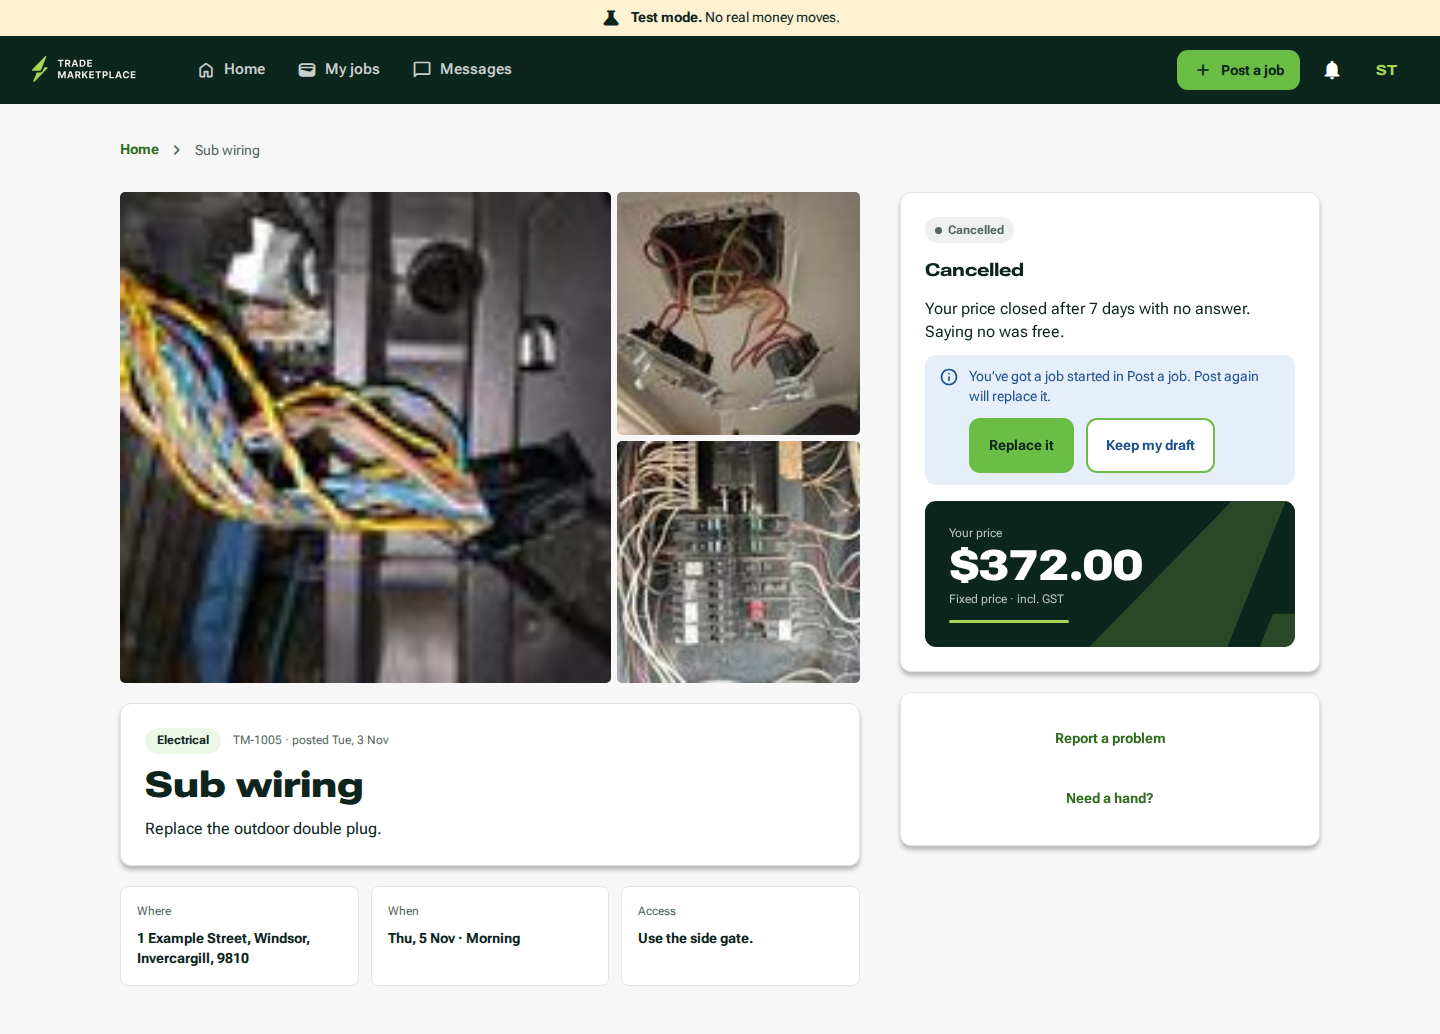 Test mode. No real money moves.
TRADE
MARKETPLACE
Home
My jobs
Messages
Post a job
ST
Home
Sub wiring
Cancelled
Cancelled
Your price closed after 7 days with no answer.
Saying no was free.
You’ve got a job started in Post a job. Post again
will replace it.
Replace it
Keep my draft
Your price
$372.00
Fixed price · incl. GST
Electrical
TM-1005 · posted Tue, 3 Nov
Sub wiring
Replace the outdoor double plug.
Report a problem
Need a hand?
Where
1 Example Street, Windsor,
Invercargill, 9810
When
Thu, 5 Nov · Morning
Access
Use the side gate.